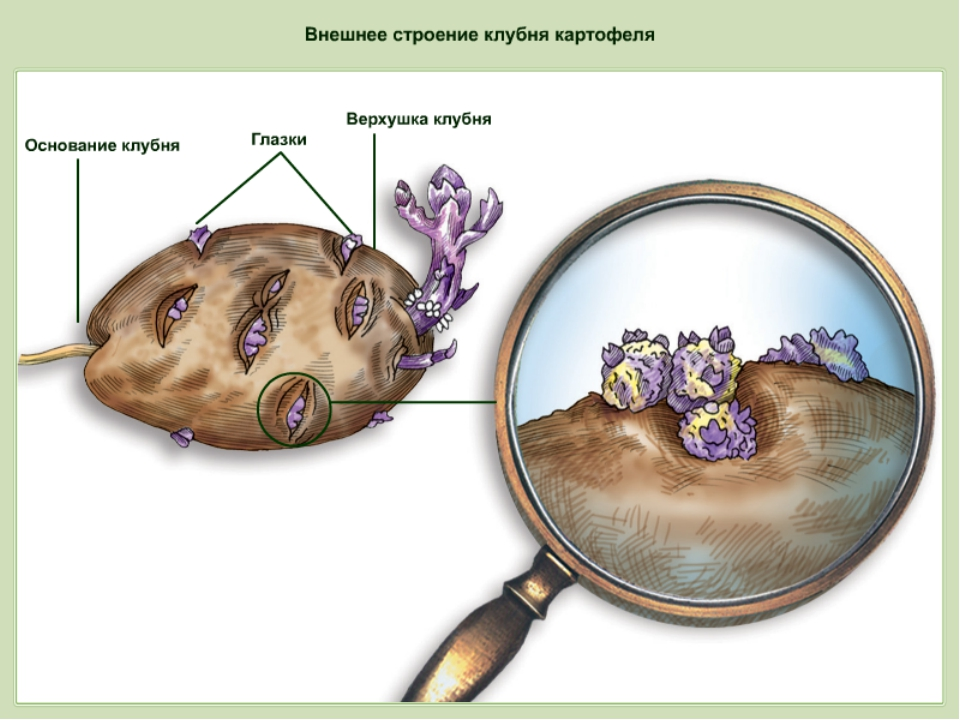 Внешнее строение клубня картофеля
Верхушка клубня
Глазки
Основание клубня